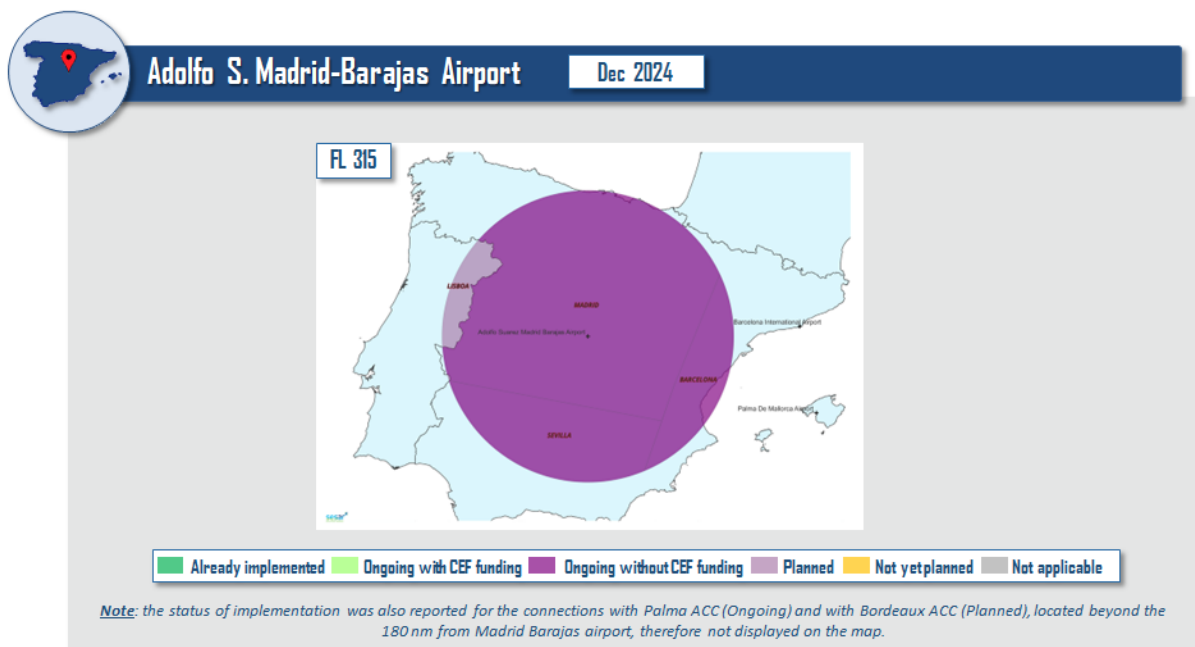 Adolfo S. Madrid-Barajas Airport
Dec 2024
FL 315
LISBOA
MADRID
Adolfo Suarez Madrid Barajas Airport
Barcelona International Airport
BARCELONA
Palma De Mallorca Airport
SEVILLA
sesar
Already implemented
Ongoing with CEF funding
Ongoing without CEF funding
Planned
Not yet planned
Not applicable
Note: the status of implementation was also reported for the connections with Palma ACC (Ongoing) and with Bordeaux ACC (Planned), located beyond the
180 nm from Madrid Barajas airport, therefore not displayed on the map.